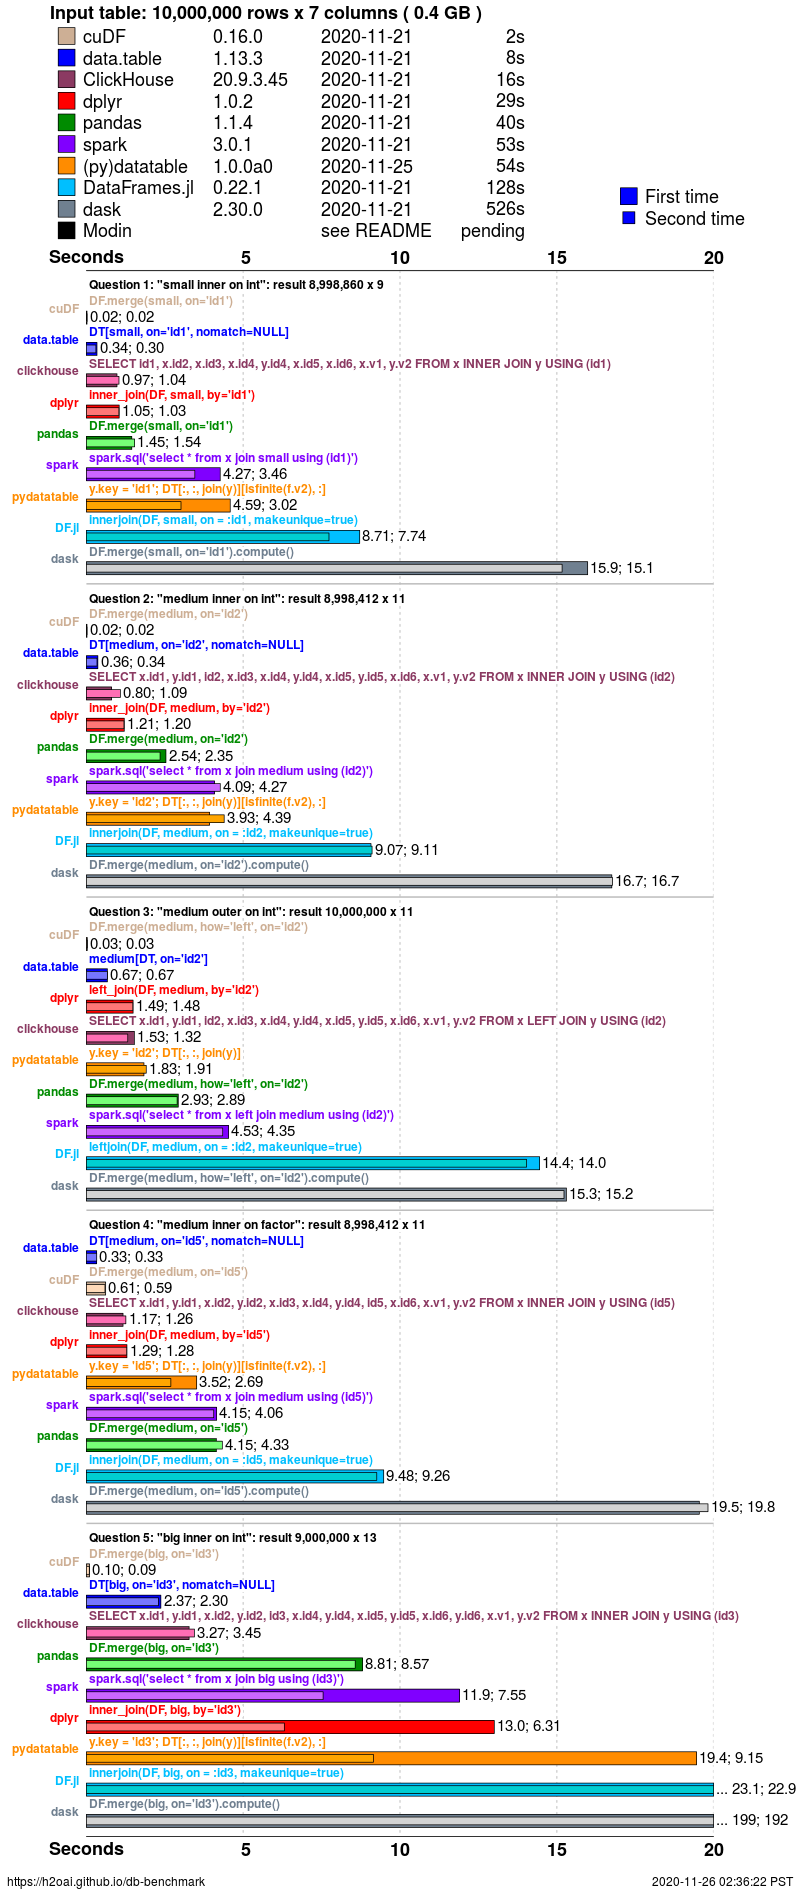 Input table: 10,000,000 rows x 7 columns ( 0.4 GB )
cuDF 0.16.0 2020-11-21 2s
data.table 1.13.3 2020-11-21 8s
ClickHouse 20.9.3.45 2020-11-21 16s
dplyr 1.0.2 2020-11-21 29s
pandas 1.1.4 2020-11-21 40s
spark 3.0.1 2020-11-21 53s
(py)datatable 1.0.0a0 2020-11-25 54s
DataFrames.jl 0.22.1 2020-11-21 128s
dask 2.30.0 2020-11-21 526s
Modin see README pending
First time
Second time
Seconds 5 10 15 20
Question 1: "small inner on int": result 8,998,860 x 9
DF.merge(small, on='id1')
cuDF 0.02; 0.02
DT[small, on='id1', nomatch=NULL]
data.table 0.34; 0.30
SELECT id1, x.id2, x.id3, x.id4, y.id4, x.id5, x.id6, x.v1, y.v2 FROM x INNER JOIN y USING (id1)
clickhouse 0.97; 1.04
inner_join(DF, small, by='id1')
dplyr 1.05; 1.03
DF.merge(small, on='id1')
pandas 1.45; 1.54
spark.sql('select * from x join small using (id1)')
spark 4.27; 3.46
y.key = 'id1'; DT[:, :, join(y)][isfinite(f.v2), :]
pydatatable 4.59; 3.02
innerjoin(DF, small, on = :id1, makeunique=true)
DF.jl 8.71; 7.74
DF.merge(small, on='id1').compute()
dask 15.9; 15.1
Question 2: "medium inner on int": result 8,998,412 x 11
DF.merge(medium, on='id2')
cuDF 0.02; 0.02
DT[medium, on='id2', nomatch=NULL]
data.table 0.36; 0.34
SELECT x.id1, y.id1, id2, x.id3, x.id4, y.id4, x.id5, y.id5, x.id6, x.v1, y.v2 FROM x INNER JOIN y USING (id2)
clickhouse 0.80; 1.09
inner_join(DF, medium, by='id2')
dplyr 1.21; 1.20
DF.merge(medium, on='id2')
pandas 2.54; 2.35
spark.sql('select * from x join medium using (id2)')
spark 4.09; 4.27
y.key = 'id2'; DT[:, :, join(y)][isfinite(f.v2), :]
pydatatable 3.93; 4.39
innerjoin(DF, medium, on = :id2, makeunique=true)
DF.jl 9.07; 9.11
DF.merge(medium, on='id2').compute()
dask 16.7; 16.7
Question 3: "medium outer on int": result 10,000,000 x 11
DF.merge(medium, how='left', on='id2')
cuDF 0.03; 0.03
medium[DT, on='id2']
data.table 0.67; 0.67
left_join(DF, medium, by='id2')
dplyr 1.49; 1.48
SELECT x.id1, y.id1, id2, x.id3, x.id4, y.id4, x.id5, y.id5, x.id6, x.v1, y.v2 FROM x LEFT JOIN y USING (id2)
clickhouse 1.53; 1.32
y.key = 'id2'; DT[:, :, join(y)]
pydatatable 1.83; 1.91
DF.merge(medium, how='left', on='id2')
pandas 2.93; 2.89
spark.sql('select * from x left join medium using (id2)')
spark 4.53; 4.35
leftjoin(DF, medium, on = :id2, makeunique=true)
DF.jl 14.4; 14.0
DF.merge(medium, how='left', on='id2').compute()
dask 15.3; 15.2
Question 4: "medium inner on factor": result 8,998,412 x 11
DT[medium, on='id5', nomatch=NULL]
data.table 0.33; 0.33
DF.merge(medium, on='id5')
cuDF 0.61; 0.59
SELECT x.id1, y.id1, x.id2, y.id2, x.id3, x.id4, y.id4, id5, x.id6, x.v1, y.v2 FROM x INNER JOIN y USING (id5)
clickhouse 1.17; 1.26
inner_join(DF, medium, by='id5')
dplyr 1.29; 1.28
y.key = 'id5'; DT[:, :, join(y)][isfinite(f.v2), :]
pydatatable 3.52; 2.69
spark.sql('select * from x join medium using (id5)')
spark 4.15; 4.06
DF.merge(medium, on='id5')
pandas 4.15; 4.33
innerjoin(DF, medium, on = :id5, makeunique=true)
DF.jl 9.48; 9.26
DF.merge(medium, on='id5').compute()
dask 19.5; 19.8
Question 5: "big inner on int": result 9,000,000 x 13
DF.merge(big, on='id3')
cuDF 0.10; 0.09
DT[big, on='id3', nomatch=NULL]
data.table 2.37; 2.30
SELECT x.id1, y.id1, x.id2, y.id2, id3, x.id4, y.id4, x.id5, y.id5, x.id6, y.id6, x.v1, y.v2 FROM x INNER JOIN y USING (id3)
clickhouse 3.27; 3.45
DF.merge(big, on='id3')
pandas 8.81; 8.57
spark.sql('select * from x join big using (id3)')
spark 11.9; 7.55
inner_join(DF, big, by='id3')
dplyr 13.0; 6.31
y.key = 'id3'; DT[:, :, join(y)][isfinite(f.v2), :]
pydatatable 19.4; 9.15
innerjoin(DF, big, on = :id3, makeunique=true)
DF.jl ... 23.1; 22.9
DF.merge(big, on='id3').compute()
dask ... 199; 192
Seconds 5 10 15 20
https://h2oai.github.io/db-benchmark 2020-11-26 02:36:22 PST